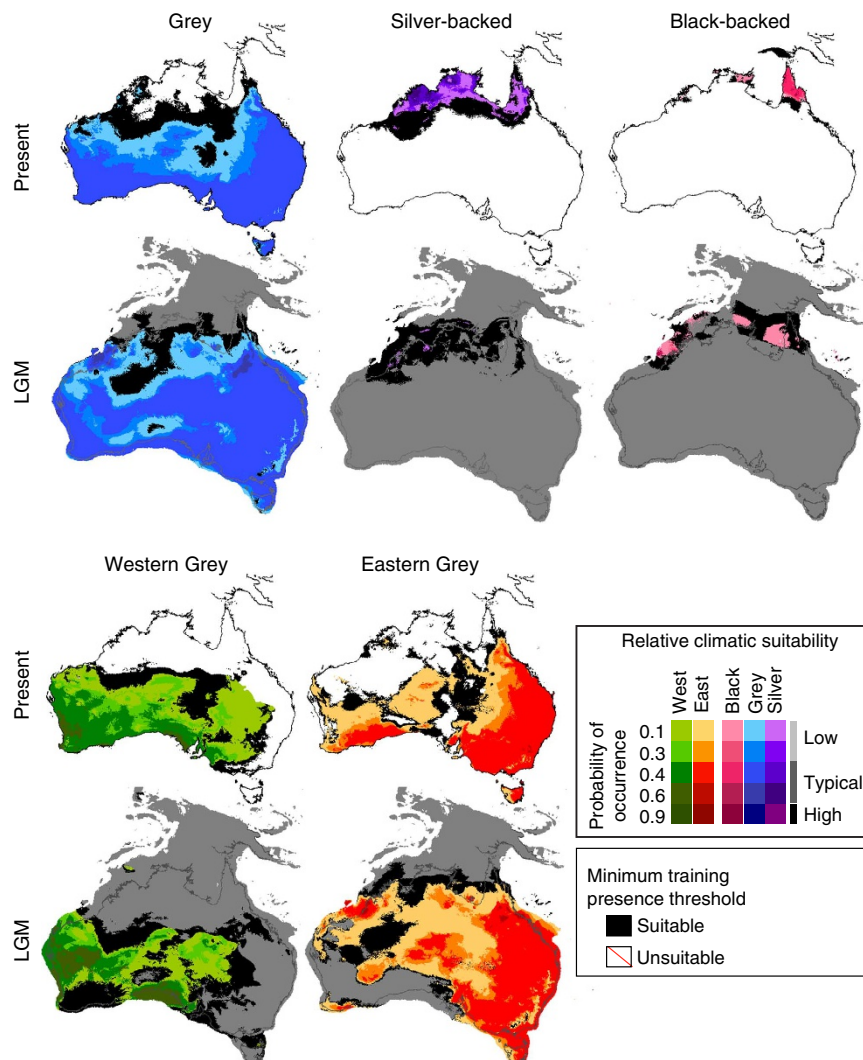 Grey
Silver-backed
Black-backed
Present
LGM
Western Grey
Eastern Grey
Present
LGM
Relative climatic suitability
West
East
Black
Grey
Silver
Probability of
occurrence
0.1
0.3
0.4
0.6
0.9
Low
Typical
High
Minimum training
presence threshold
Suitable
Unsuitable